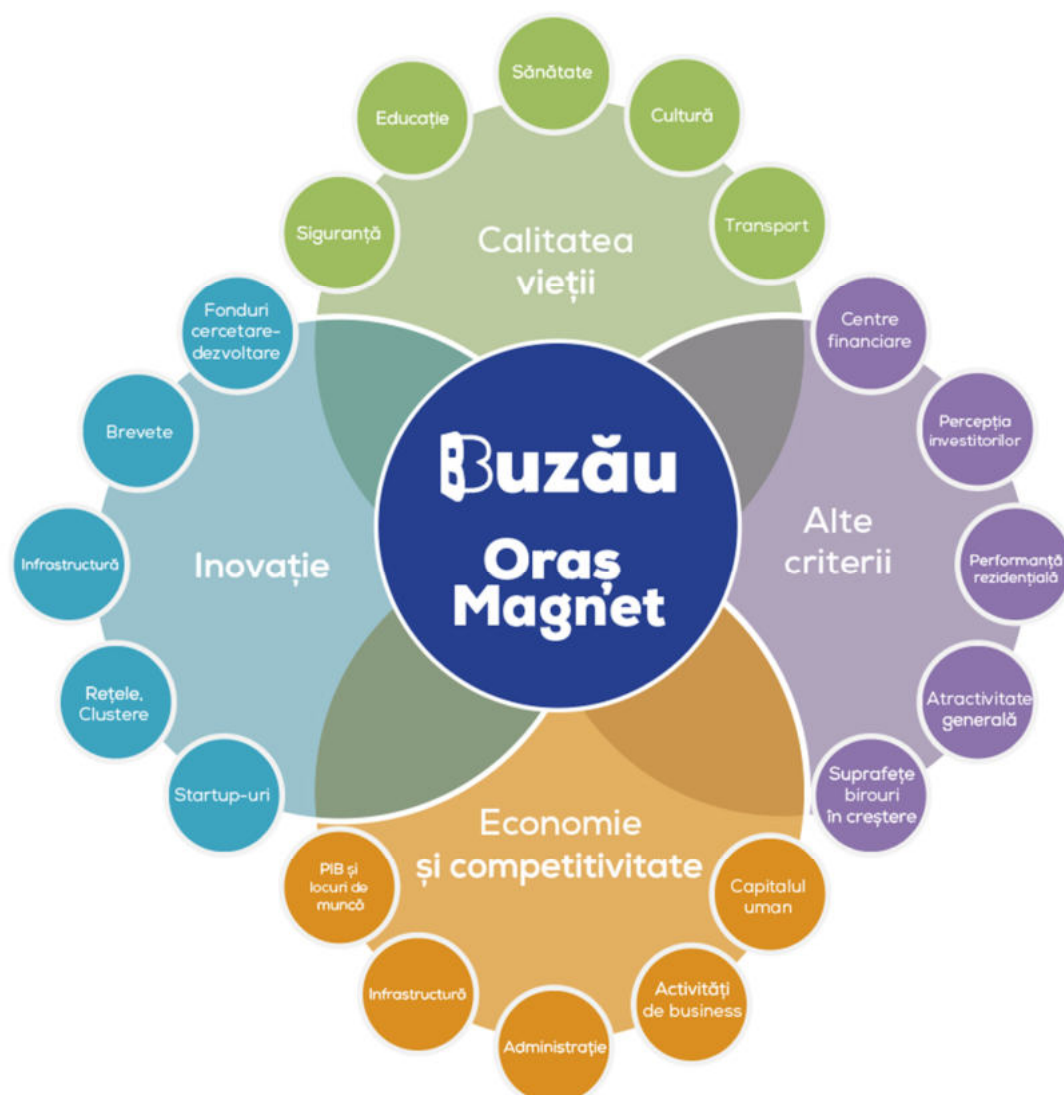 Sănătate
Educație
Cultură
Siguranță
Transport
Calitatea
vieții
Fonduri
cercetare-
dezvoltare
Brevete
Infrostructură
Rețele,
Clustere
Startup-uri
Inovație
Buzău
Oraș
Magnet
Centre
financiare
Percepția
investitorilor
Performanță
rezidențială
Atractivitate
generală
Suprafețe
birouri
în creștere
Alte
criterii
Economie
și competitivitate
PIB și
locuri de
muncă
Infrastructură
Administrație
Activități
de business
Capitalul
uman